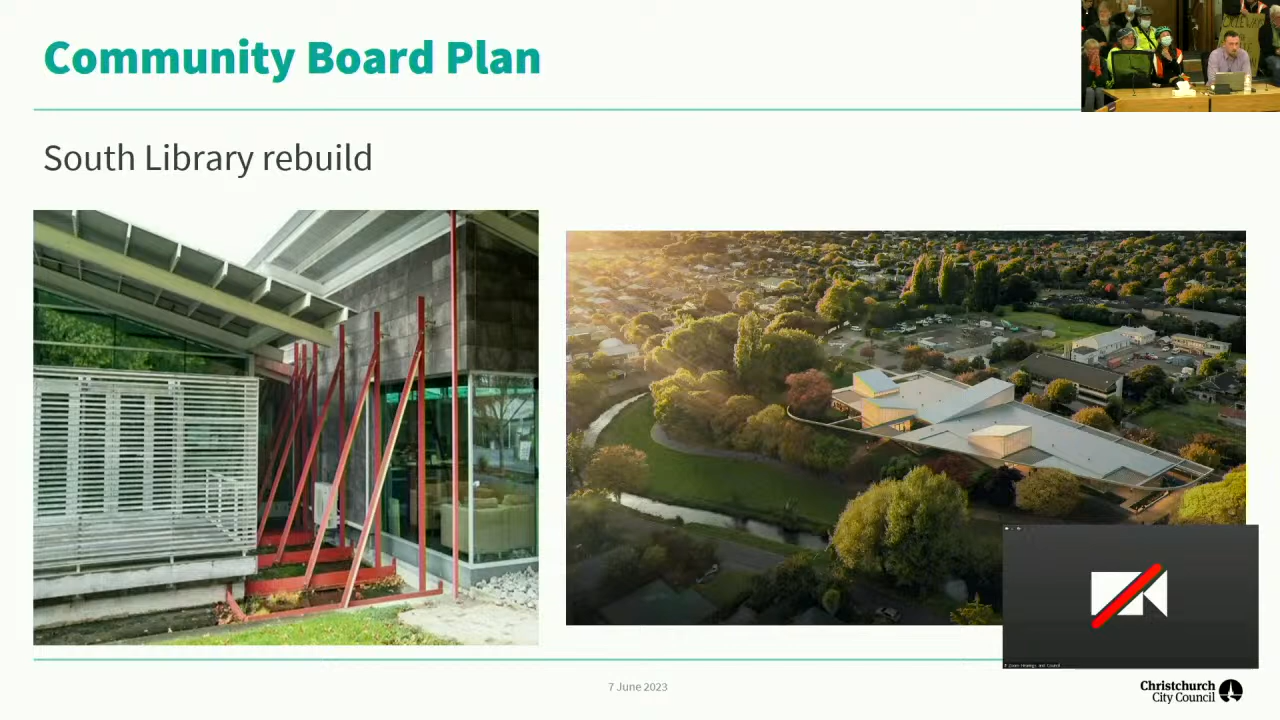 Community Board Plan
South Library rebuild
7 June 2023
Christchurch
City Council